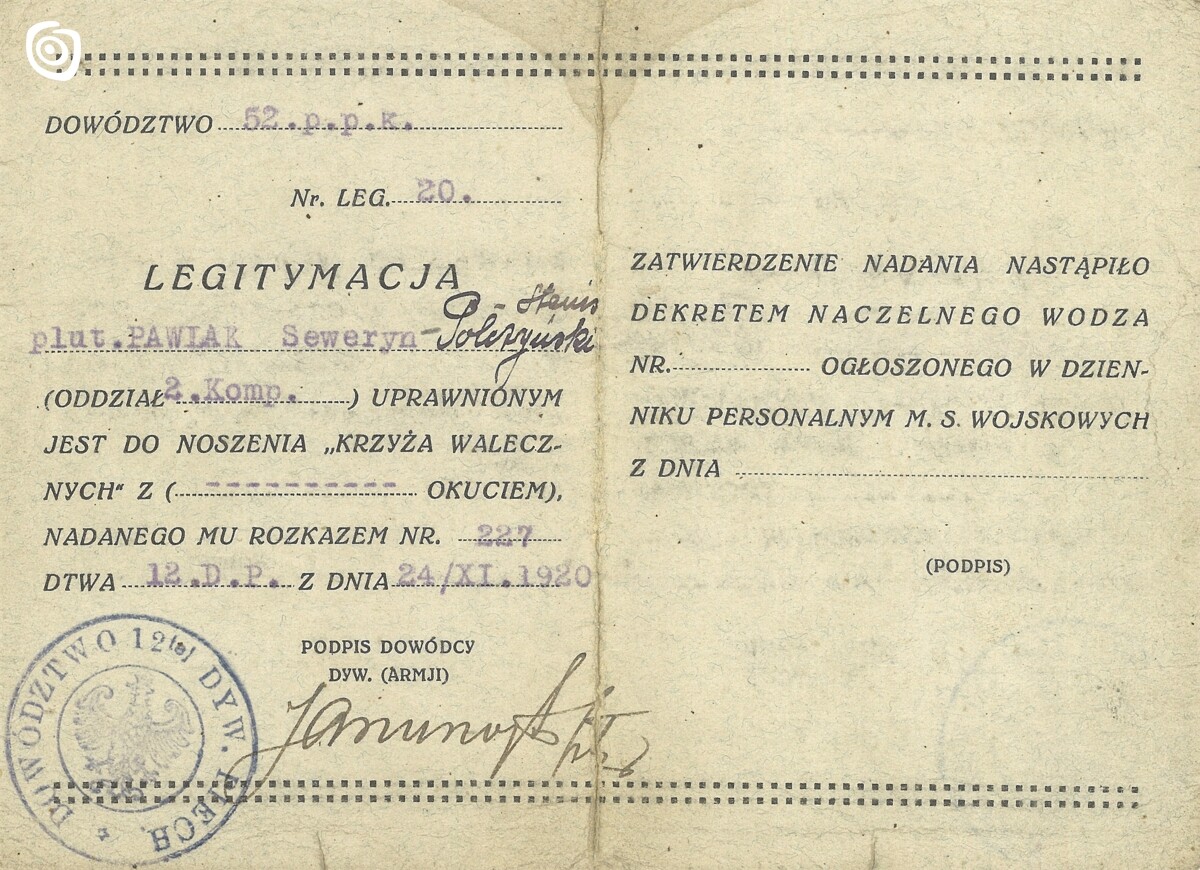 DOWÓDZTWO 52.p.p.k.
Nr. LEG. 20.
LEGITYMACJA
plut. PAWLAK Seweryn - Stanis
Polczyński
(ODDZIAŁ 2.Komp. ) UPRAWNIONYM
JEST DO NOSZENIA „KRZYŻA WALECZ-
NYCH" Z (---------- OKUCIEM),
NADANEGO MU ROZKAZEM NR. 227
DTWA 12.D.P. Z DNIA 24/XI.1920
PODPIS DOWÓDCY
DYW. (ARMJI)
DOWÓDZTWO 12(ej) DYW. PIECH.
ZATWIERDZENIE NADANIA NASTĄPIŁO
DEKRETEM NACZELNEGO WODZA
NR. OGŁOSZONEGO W DZIEN-
NIKU PERSONALNYM M. S. WOJSKOWYCH
Z DNIA
(PODPIS)